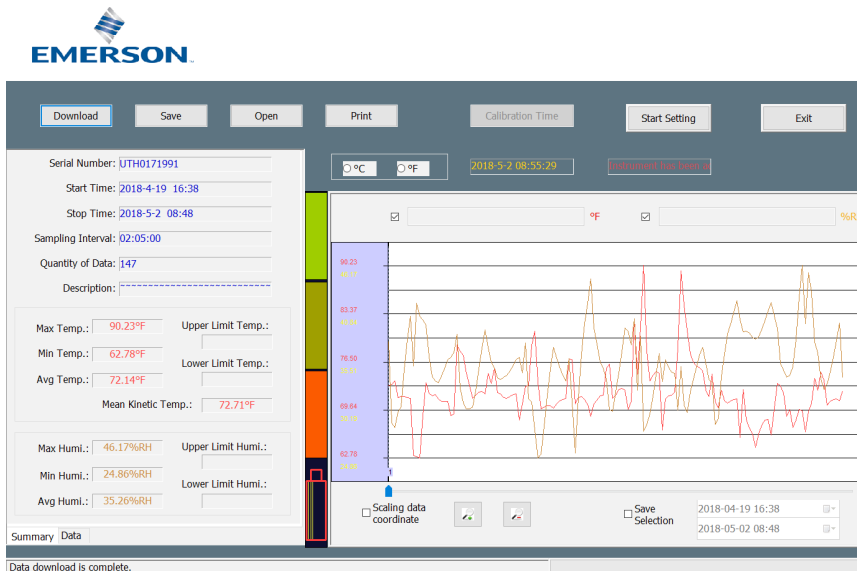 EMERSON
Download Save Open Print Calibration Time Start Setting Exit
°C °F 2018-5-2 08:55:29
Serial Number: UTH0171991
Start Time: 2018-4-19 16:38
Stop Time: 2018-5-2 08:48
Sampling Interval: 02:05:00
Quantity of Data: 147
Description: --------------------
Max Temp.: 90.23°F Upper Limit Temp.:
Min Temp.: 62.78°F Lower Limit Temp.:
Avg Temp.: 72.14°F
Mean Kinetic Temp.: 72.71°F
Max Humi.: 46.17%RH Upper Limit Humi.:
Min Humi.: 24.86%RH Lower Limit Humi.:
Avg Humi.: 35.26%RH
Summary Data
°F %R
90.23
83.37
76.50
69.64
62.78
1
Scaling data coordinate
Save Selection
2018-04-19 16:38
2018-05-02 08:48
Data download is complete.